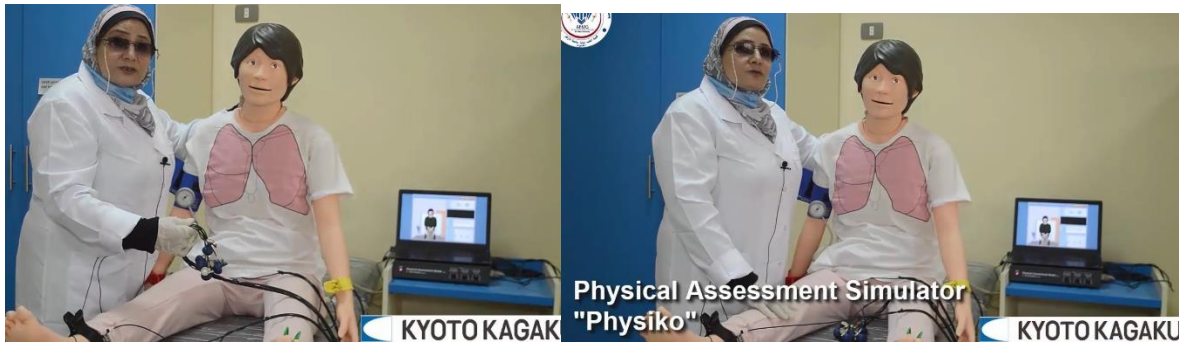 KYOTO KAGAK
Physical Assessment Simulator
"Physiko"
KYOTO KAGAKU